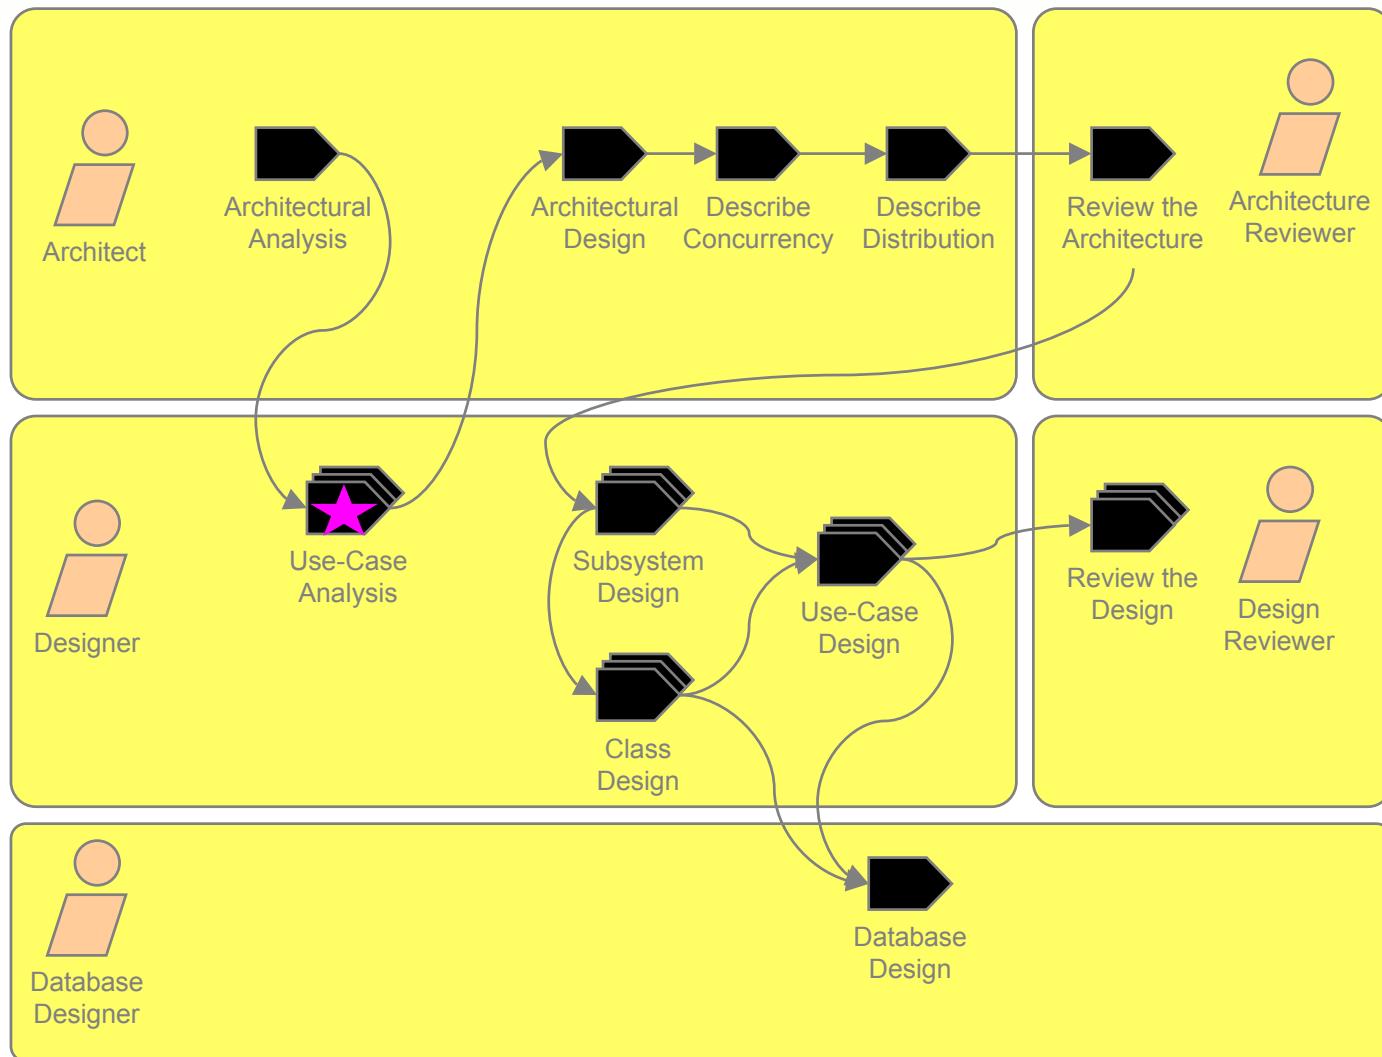 Architect
Architectural
Analysis
Architectural
Design
Describe
Concurrency
Describe
Distribution
Review the
Architecture
Architecture
Reviewer
Designer
Use-Case
Analysis
Subsystem
Design
Use-Case
Design
Class
Design
Review the
Design
Design
Reviewer
Database
Designer
Database
Design